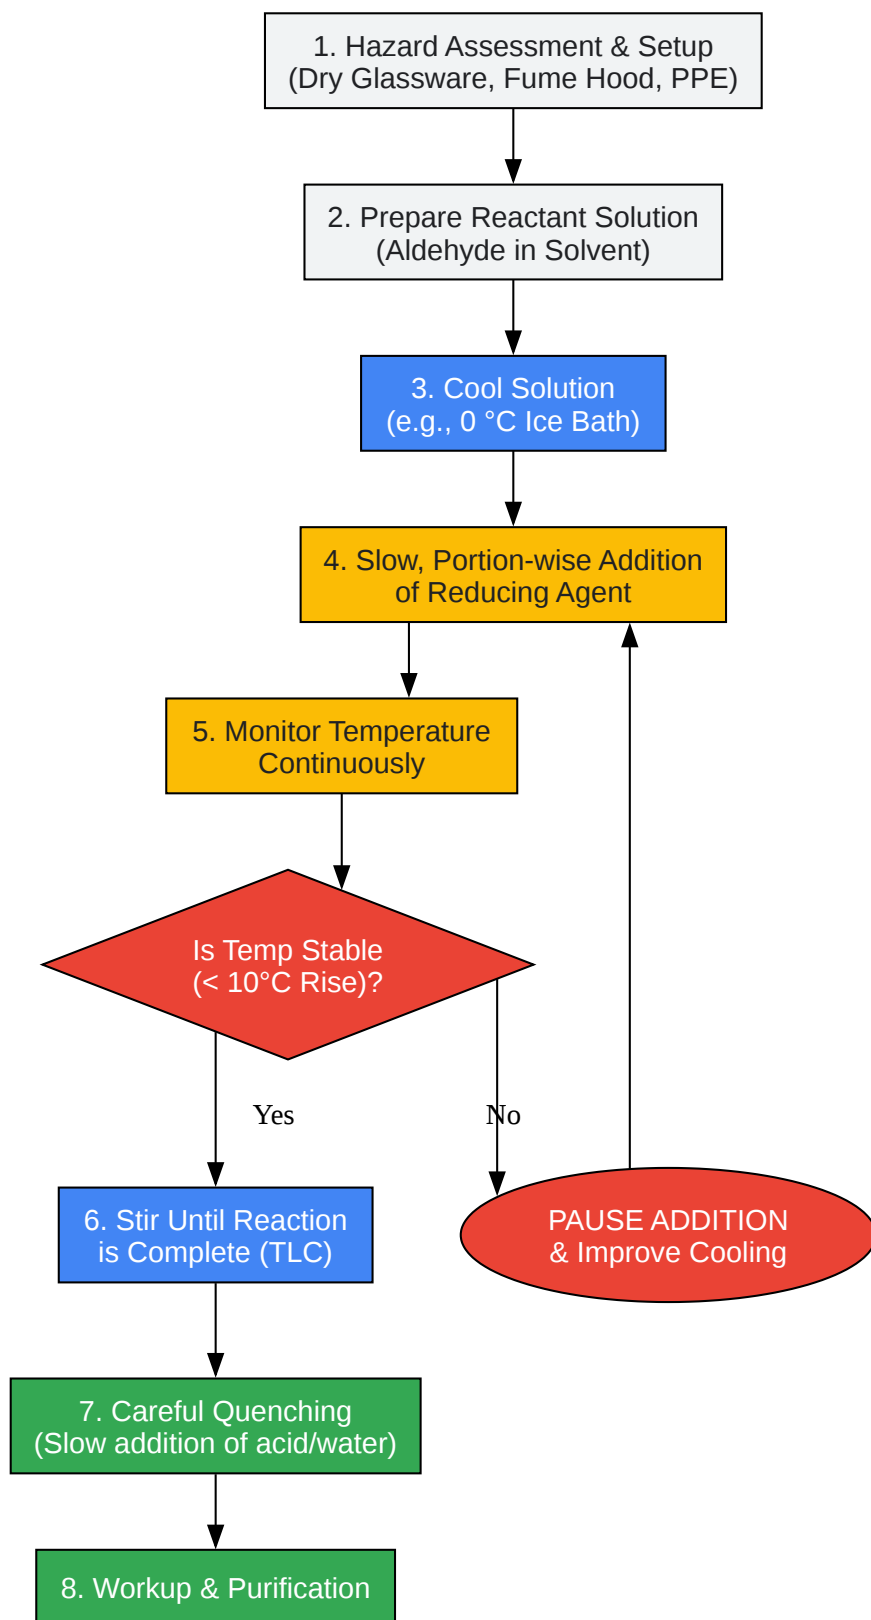 1. Hazard Assessment & Setup
(Dry Glassware, Fume Hood, PPE)
2. Prepare Reactant Solution
(Aldehyde in Solvent)
3. Cool Solution
(e.g., 0 °C Ice Bath)
4. Slow, Portion-wise Addition
of Reducing Agent
5. Monitor Temperature
Continuously
Is Temp Stable
(< 10°C Rise)?
Yes
No
6. Stir Until Reaction
is Complete (TLC)
PAUSE ADDITION
& Improve Cooling
7. Careful Quenching
(Slow addition of acid/water)
8. Workup & Purification